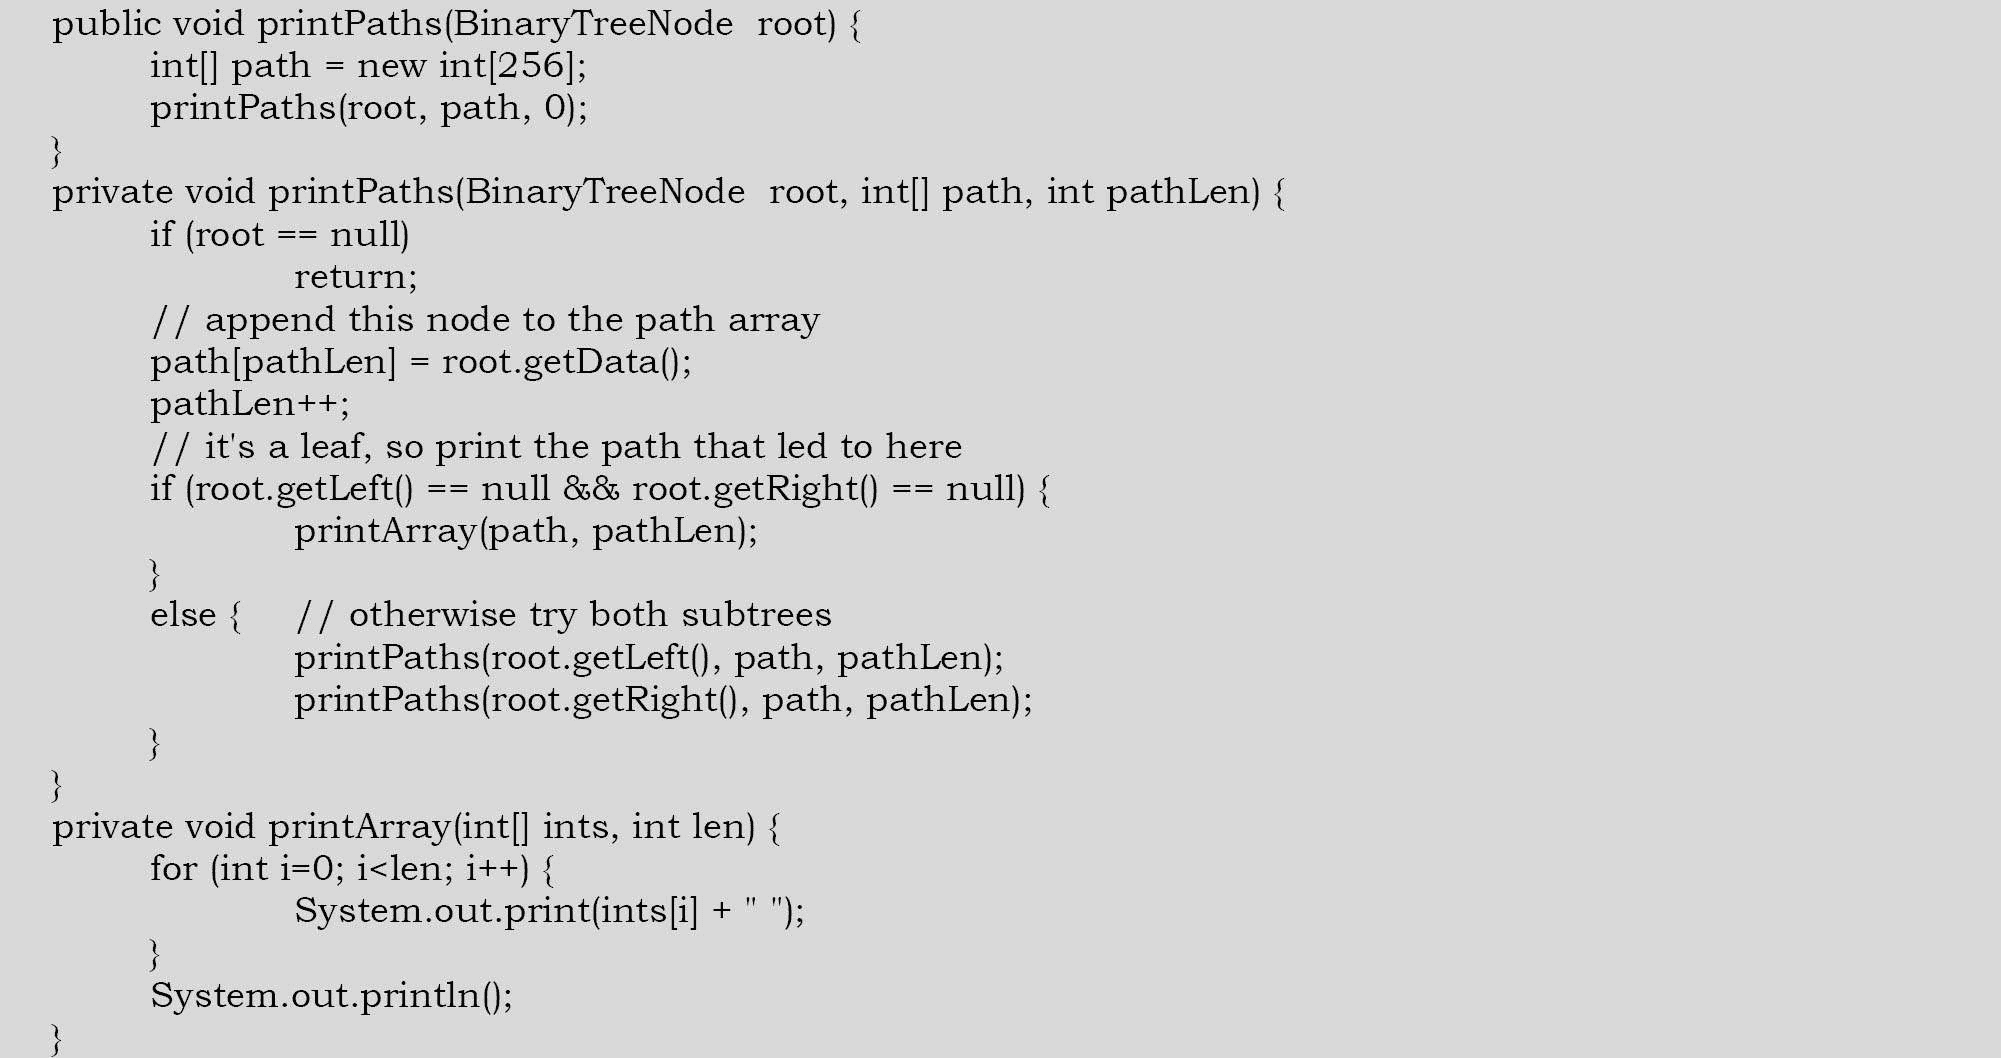 public void printPaths(BinaryTreeNode  root) {
int[] path = new int[256];
printPaths(root, path, 0);
}
private void printPaths(BinaryTreeNode  root, int[] path, int pathLen) {
if (root == null)
return;
// append this node to the path array
path[pathLen] = root.getData();
pathLen++;
// it's a leaf, so print the path that led to here
if (root.getLeft() == null && root.getRight() == null) {
printArray(path, pathLen);
}
else {    // otherwise try both subtrees
printPaths(root.getLeft(), path, pathLen);
printPaths(root.getRight(), path, pathLen);
}
}
private void printArray(int[] ints, int len) {
for (int i=0; i<len; i++) {
System.out.print(ints[i] + " ");
}
System.out.println();
}